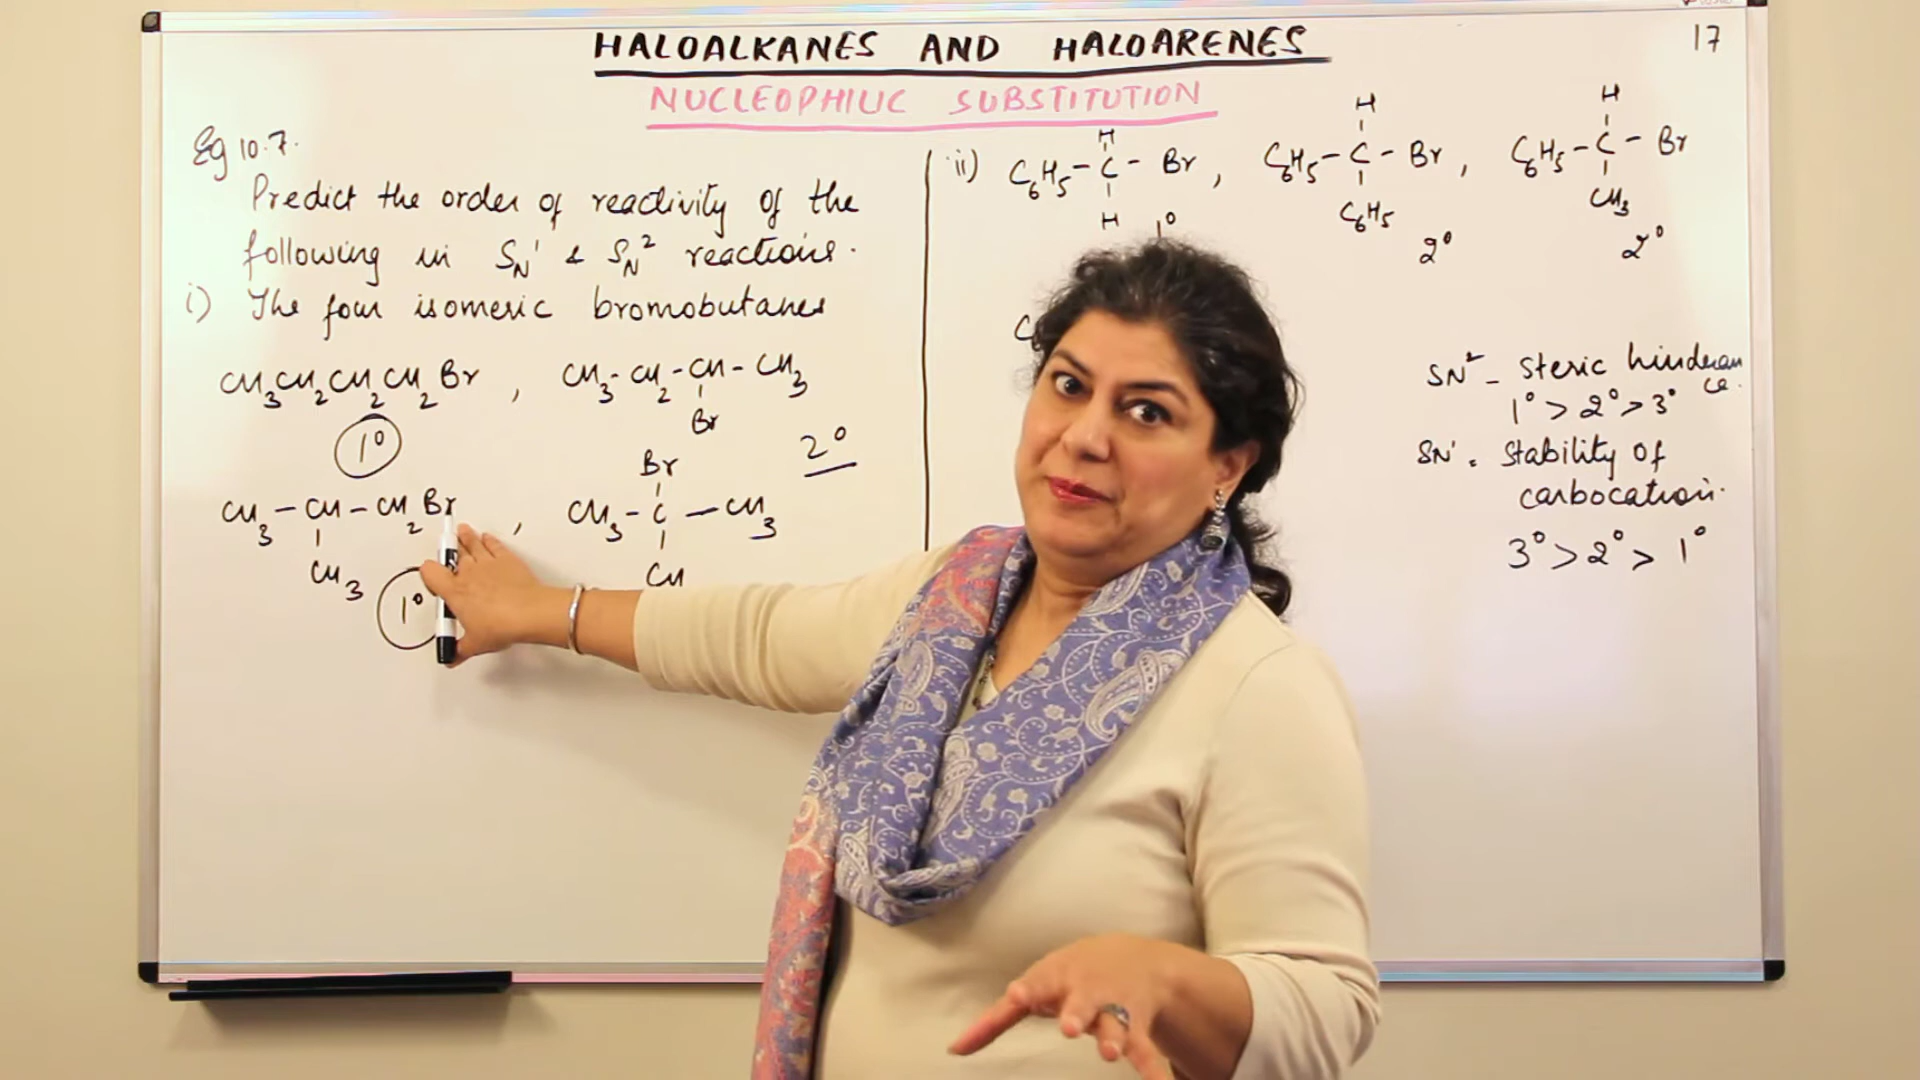 HALOALKANES AND HALOARENES
17
NUCLEOPHILIC SUBSTITUTION
Eg 10.7.
Predict the order of reactivity of the
following in SN1 & SN2 reactions.
i) The four isomeric bromobutanes
CH3CH2CH2CH2Br , CH3-CH2-CH-CH3
Br
1°
2°
Br
CH3-CH-CH2Br , CH3-C-CH3
CH3
CH
1°
ii)
H
C6H5-C-Br ,
H
1°
H
C6H5-C-Br ,
C6H5
2°
H
C6H5-C-Br
CH3
2°
SN2 - Steric hinderance.
1° > 2° > 3°
SN1 = Stability of
carbocation.
3° > 2° > 1°